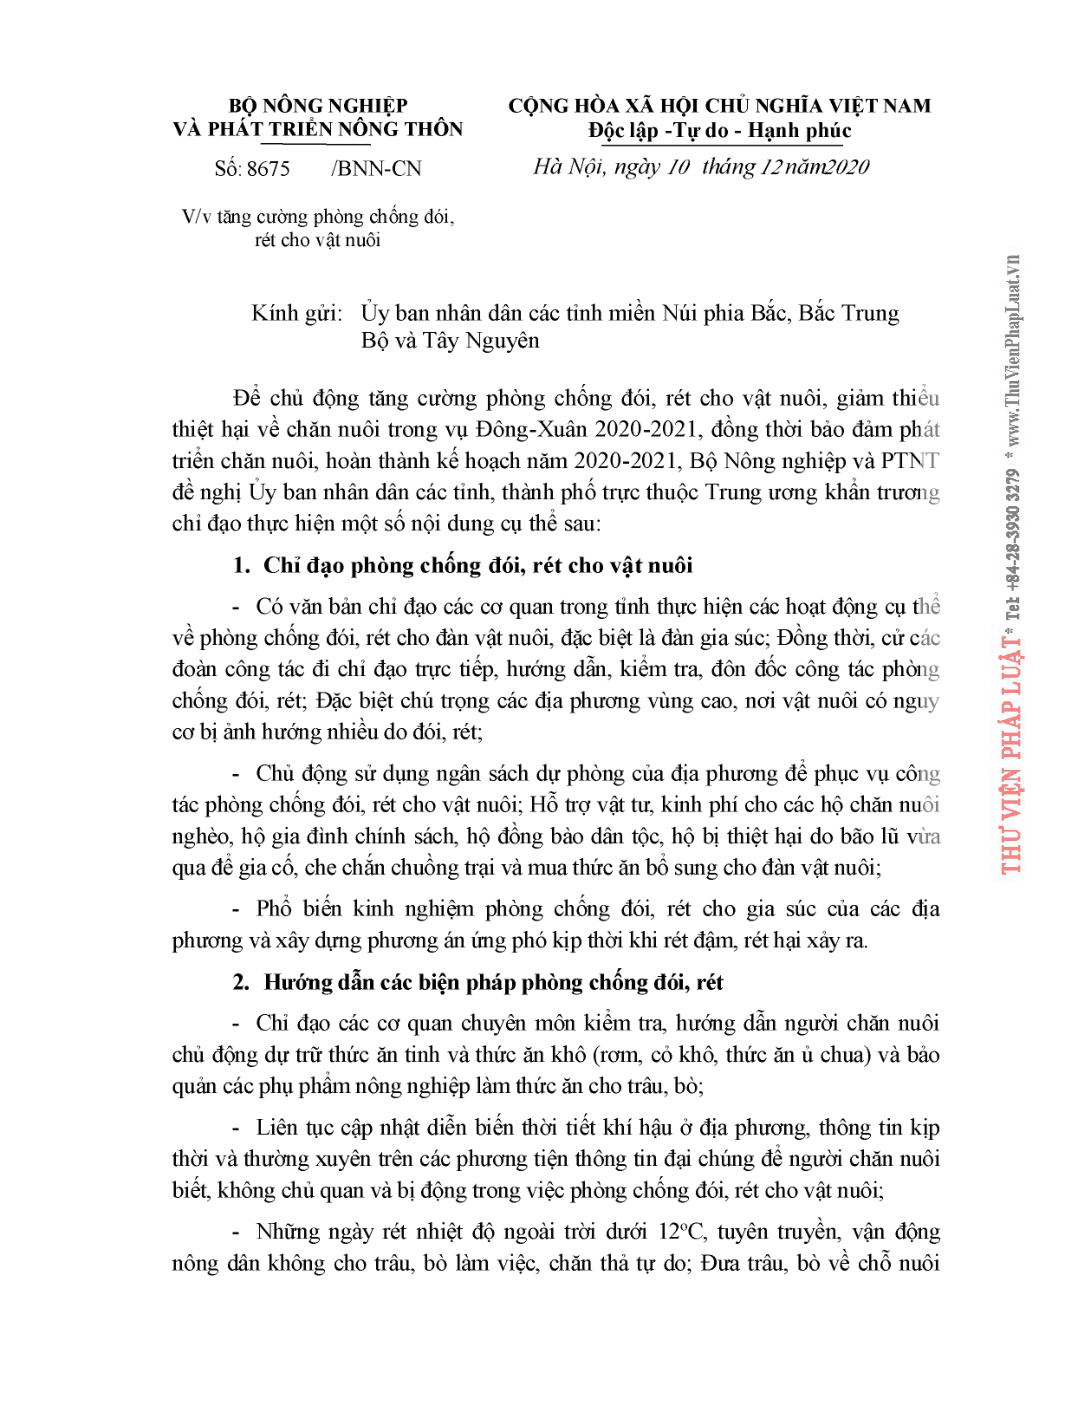 BỘ NÔNG NGHIỆP
VÀ PHÁT TRIỂN NÔNG THÔN
CỘNG HÒA XÃ HỘI CHỦ NGHĨA VIỆT NAM
Độc lập -Tự do - Hạnh phúc
Số: 8675 /BNN-CN
Hà Nội, ngày 10 tháng 12 năm2020
V/v tăng cường phòng chống đói,
rét cho vật nuôi
Kính gửi: Ủy ban nhân dân các tỉnh miền Núi phia Bắc, Bắc Trung
Bộ và Tây Nguyên
Để chủ động tăng cường phòng chống đói, rét cho vật nuôi, giảm thiểu
thiệt hại về chăn nuôi trong vụ Đông-Xuân 2020-2021, đồng thời bảo đảm phát
triển chăn nuôi, hoàn thành kế hoạch năm 2020-2021, Bộ Nông nghiệp và PTNT
đề nghị Ủy ban nhân dân các tỉnh, thành phố trực thuộc Trung ương khẩn trương
chỉ đạo thực hiện một số nội dung cụ thể sau:
1. Chỉ đạo phòng chống đói, rét cho vật nuôi
- Có văn bản chỉ đạo các cơ quan trong tỉnh thực hiện các hoạt động cụ thể
về phòng chống đói, rét cho đàn vật nuôi, đặc biệt là đàn gia súc; Đồng thời, cử các
đoàn công tác đi chỉ đạo trực tiếp, hướng dẫn, kiểm tra, đôn đốc công tác phòng
chống đói, rét; Đặc biệt chú trọng các địa phương vùng cao, nơi vật nuôi có nguy
cơ bị ảnh hướng nhiều do đói, rét;
- Chủ động sử dụng ngân sách dự phòng của địa phương để phục vụ công
tác phòng chống đói, rét cho vật nuôi; Hỗ trợ vật tư, kinh phí cho các hộ chăn nuôi
nghèo, hộ gia đình chính sách, hộ đồng bào dân tộc, hộ bị thiệt hại do bão lũ vừa
qua để gia cố, che chắn chuồng trại và mua thức ăn bổ sung cho đàn vật nuôi;
- Phổ biến kinh nghiệm phòng chống đói, rét cho gia súc của các địa
phương và xây dựng phương án ứng phó kịp thời khi rét đậm, rét hại xảy ra.
2. Hướng dẫn các biện pháp phòng chống đói, rét
- Chỉ đạo các cơ quan chuyên môn kiểm tra, hướng dẫn người chăn nuôi
chủ động dự trữ thức ăn tinh và thức ăn khô (rơm, cỏ khô, thức ăn ủ chua) và bảo
quản các phụ phẩm nông nghiệp làm thức ăn cho trâu, bò;
- Liên tục cập nhật diễn biến thời tiết khí hậu ở địa phương, thông tin kịp
thời và thường xuyên trên các phương tiện thông tin đại chúng để người chăn nuôi
biết, không chủ quan và bị động trong việc phòng chống đói, rét cho vật nuôi;
- Những ngày rét nhiệt độ ngoài trời dưới 12ºC, tuyên truyền, vận động
nông dân không cho trâu, bò làm việc, chăn thả tự do; Đưa trâu, bò về chỗ nuôi
THƯ VIỆN PHÁP LUẬT * Tel: +84-28-3930 3279 * www.ThuVienPhapLuat.vn